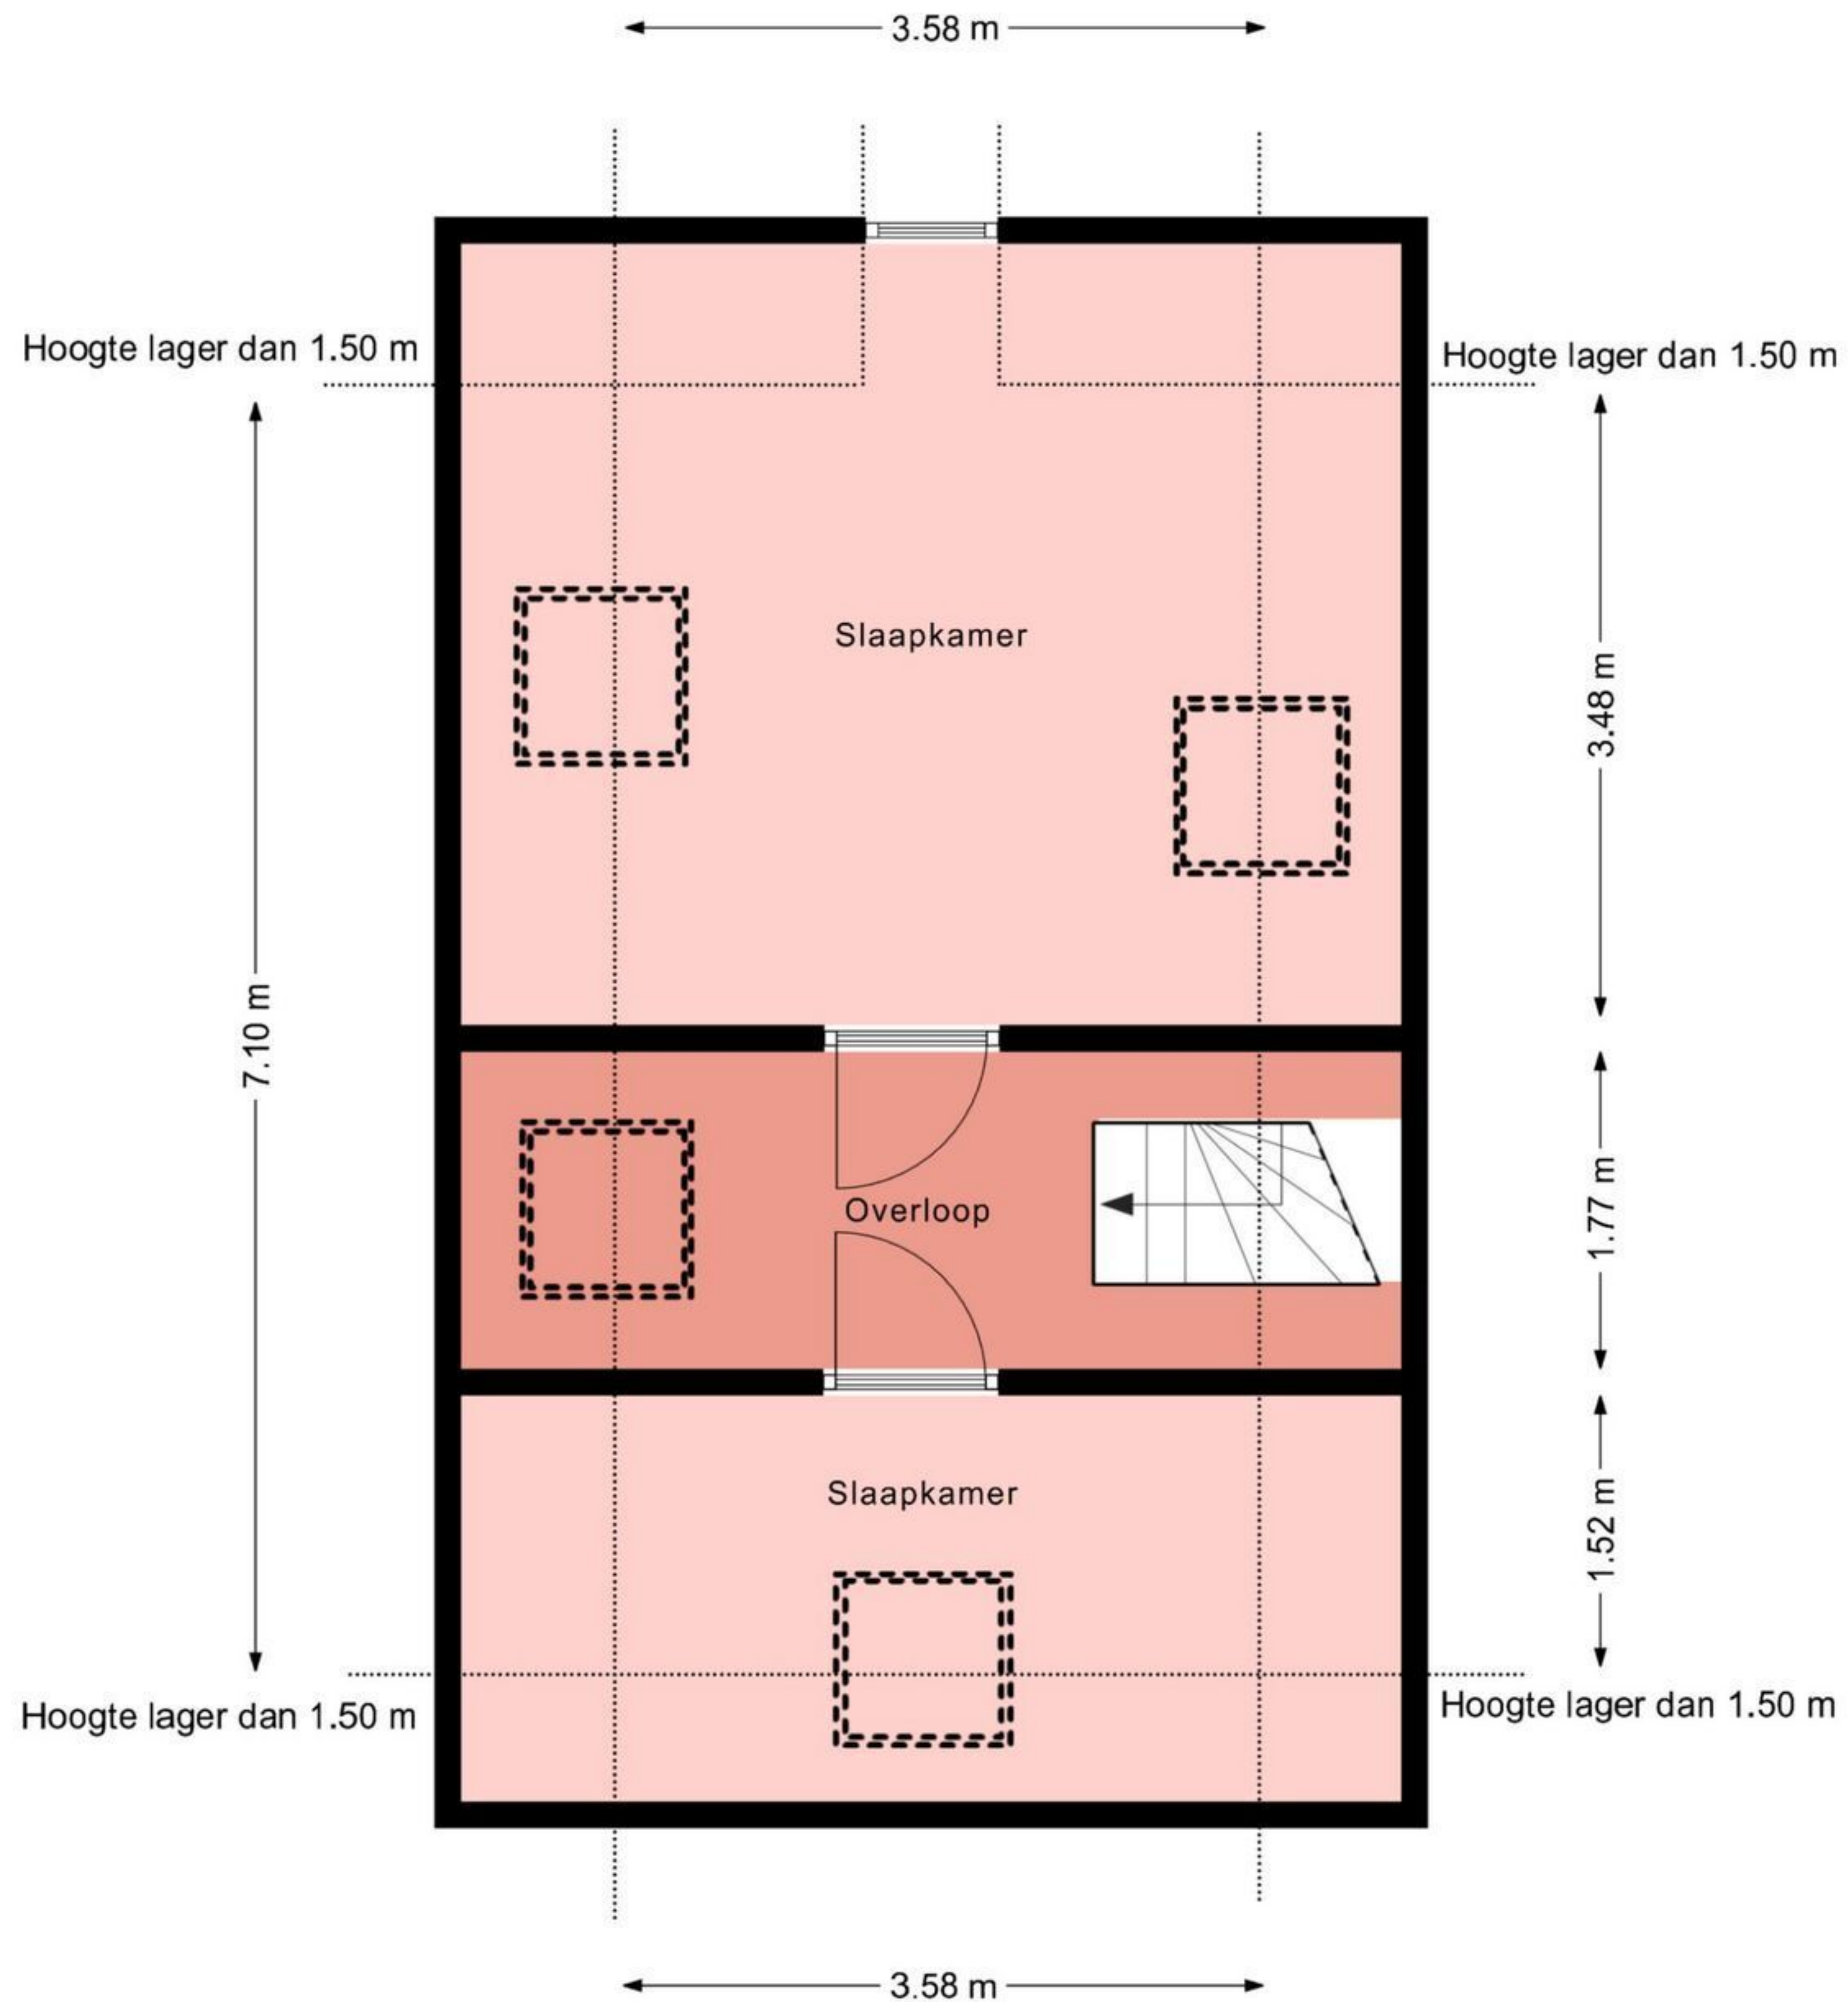 3.58 m
Hoogte lager dan 1.50 m
Hoogte lager dan 1.50 m
Slaapkamer
3.48 m
7.10 m
Overloop
1.77 m
Slaapkamer
1.52 m
Hoogte lager dan 1.50 m
Hoogte lager dan 1.50 m
3.58 m